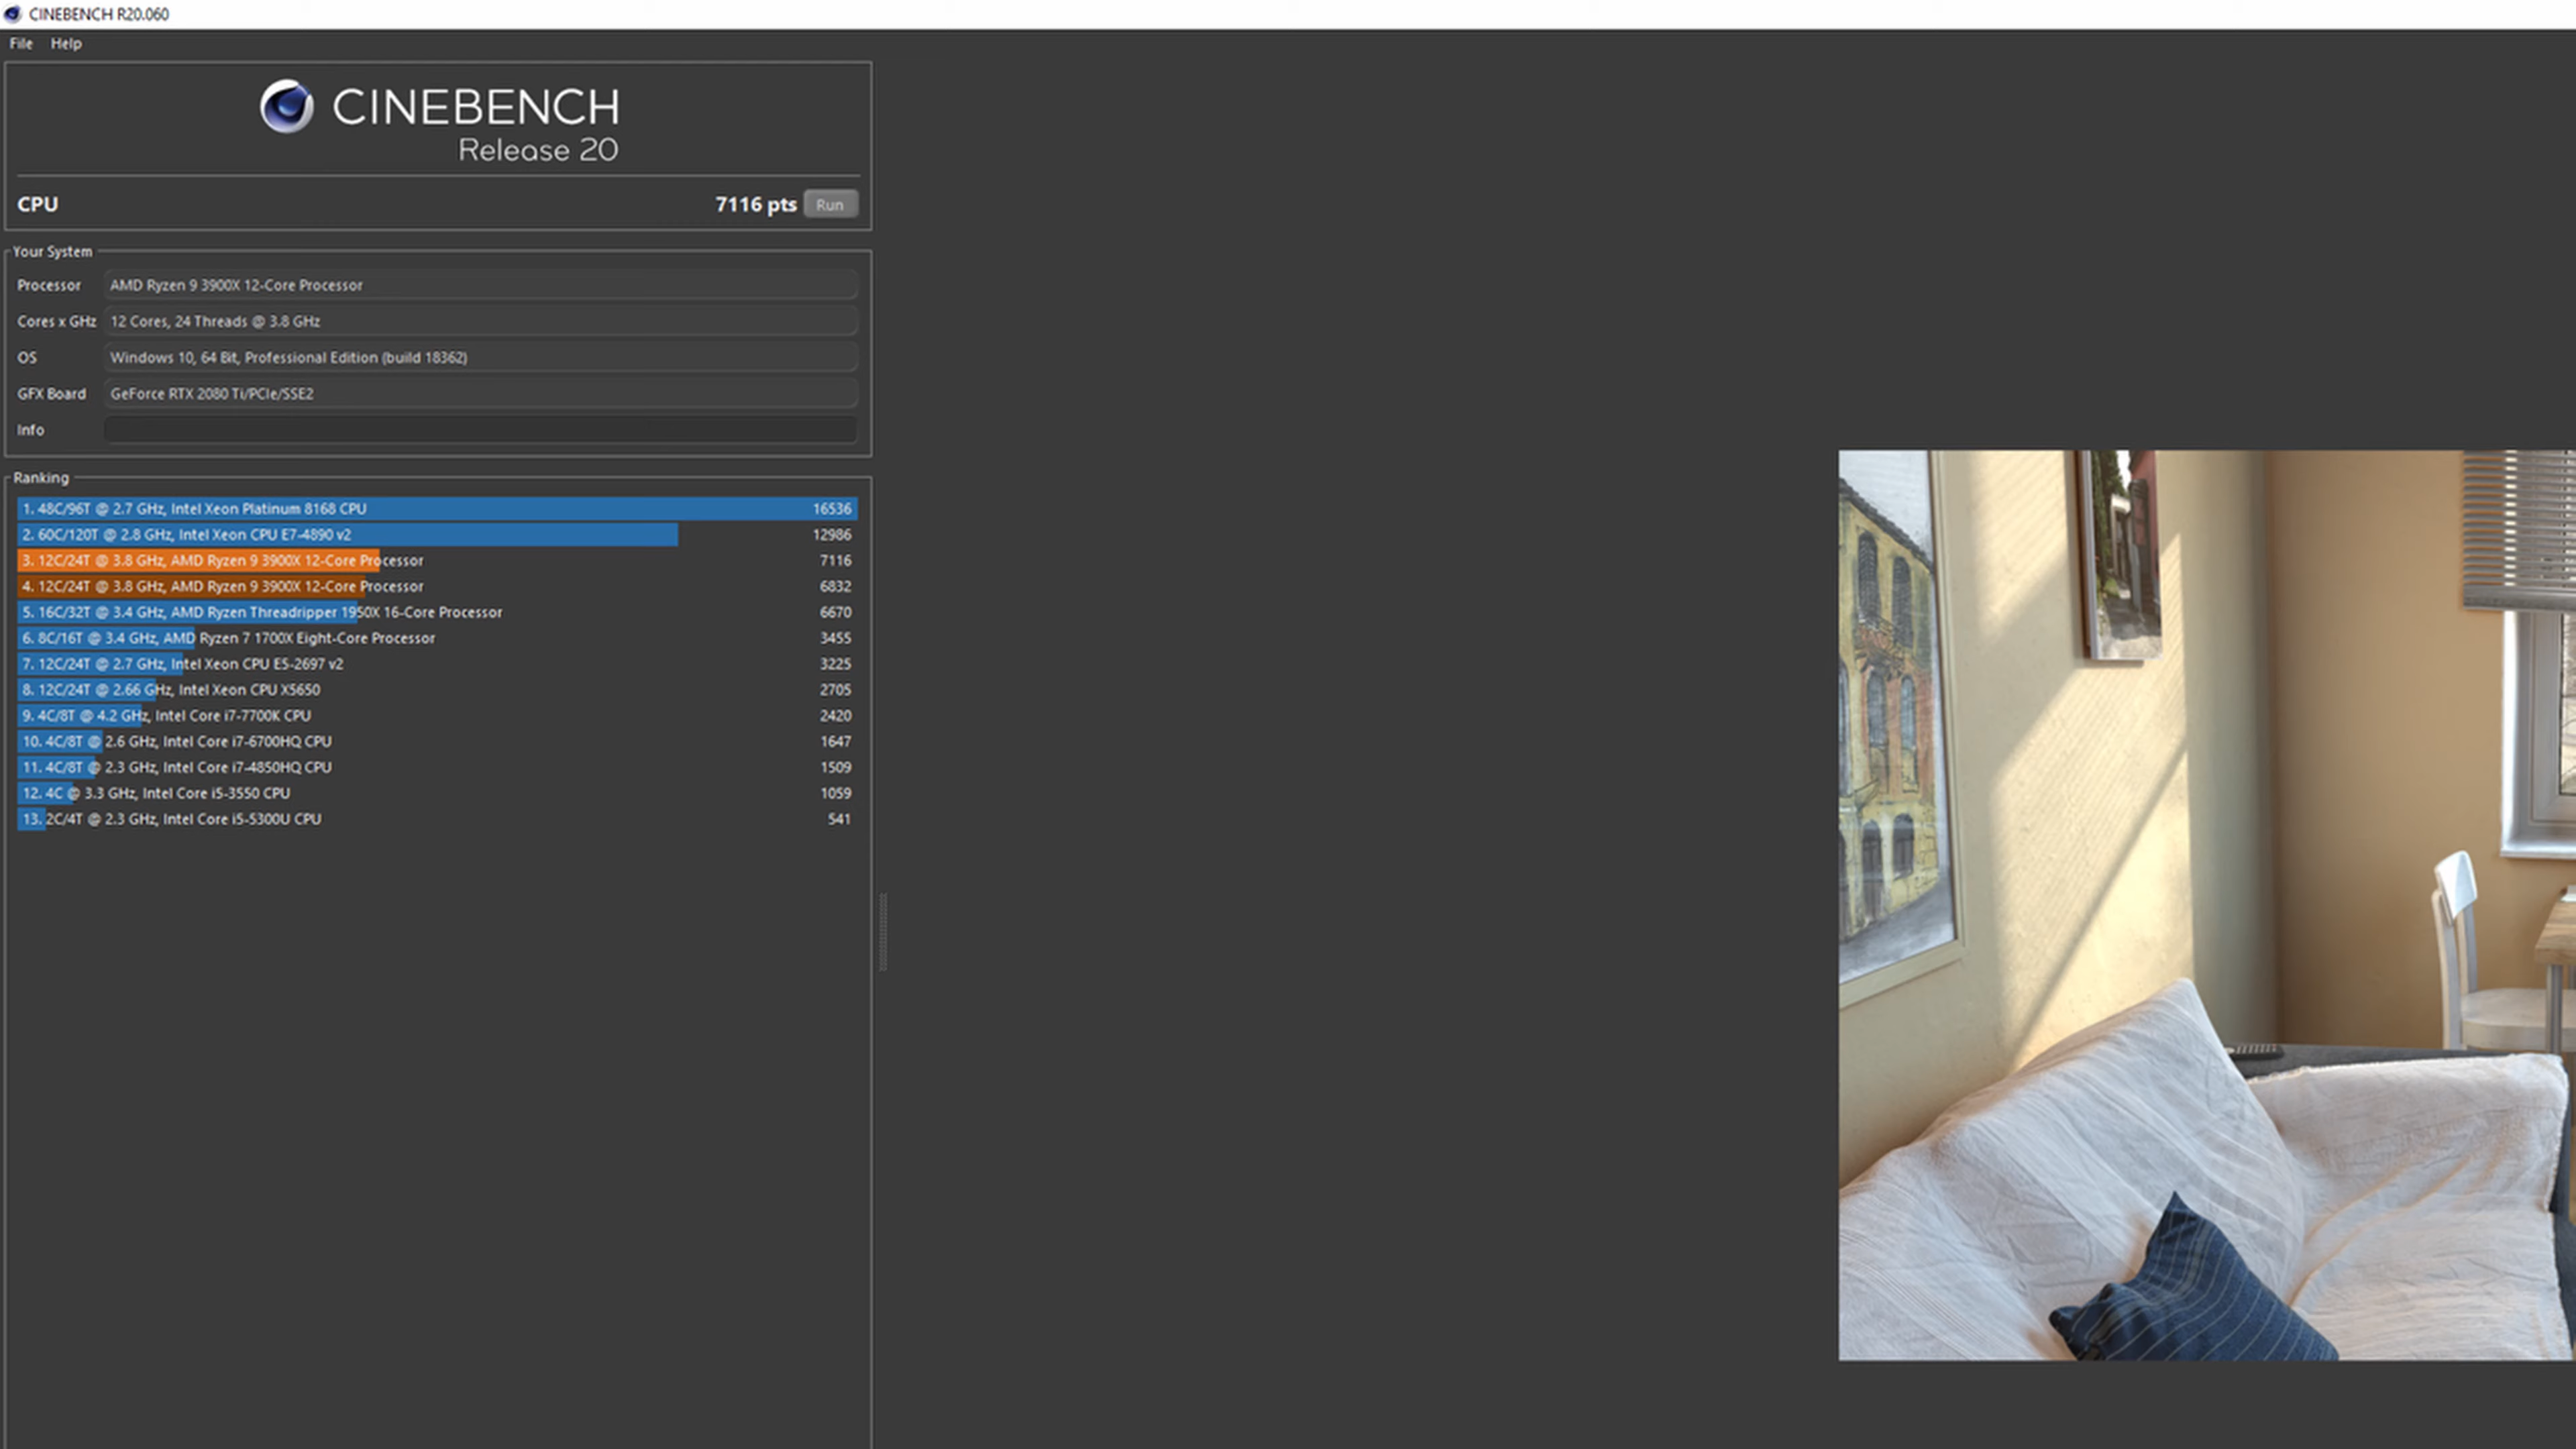 CINEBENCH R20.060
File Help
CINEBENCH
Release 20
CPU 7116 pts Run
Your System
Processor AMD Ryzen 9 3900X 12-Core Processor
Cores x GHz 12 Cores, 24 Threads @ 3.8 GHz
OS Windows 10, 64 Bit, Professional Edition (build 18362)
GFX Board GeForce RTX 2080 Ti/PCIe/SSE2
Info
Ranking
1. 48C/96T @ 2.7 GHz, Intel Xeon Platinum 8168 CPU 16536
2. 60C/120T @ 2.8 GHz, Intel Xeon CPU E7-4890 v2 12986
3. 12C/24T @ 3.8 GHz, AMD Ryzen 9 3900X 12-Core Processor 7116
4. 12C/24T @ 3.8 GHz, AMD Ryzen 9 3900X 12-Core Processor 6832
5. 16C/32T @ 3.4 GHz, AMD Ryzen Threadripper 1950X 16-Core Processor 6670
6. 8C/16T @ 3.4 GHz, AMD Ryzen 7 1700X Eight-Core Processor 3455
7. 12C/24T @ 2.7 GHz, Intel Xeon CPU E5-2697 v2 3225
8. 12C/24T @ 2.66 GHz, Intel Xeon CPU X5650 2705
9. 4C/8T @ 4.2 GHz, Intel Core i7-7700K CPU 2420
10. 4C/8T @ 2.6 GHz, Intel Core i7-6700HQ CPU 1647
11. 4C/8T @ 2.3 GHz, Intel Core i7-4850HQ CPU 1509
12. 4C @ 3.3 GHz, Intel Core i5-3550 CPU 1059
13. 2C/4T @ 2.3 GHz, Intel Core i5-5300U CPU 541